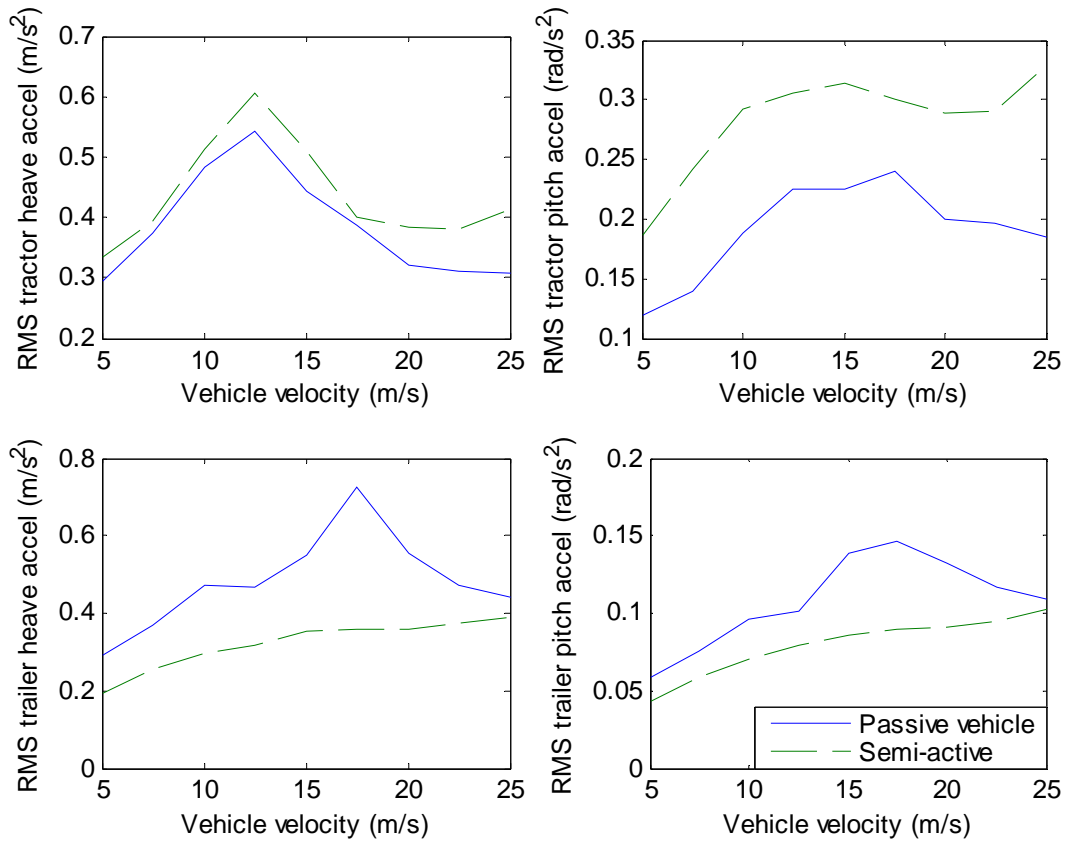 RMS tractor heave accel (m/s²)
0.7
0.6
0.5
0.4
0.3
0.2
5 10 15 20 25
Vehicle velocity (m/s)
RMS tractor pitch accel (rad/s²)
0.35
0.3
0.25
0.2
0.15
0.1
5 10 15 20 25
Vehicle velocity (m/s)
RMS trailer heave accel (m/s²)
0.8
0.6
0.4
0.2
0
5 10 15 20 25
Vehicle velocity (m/s)
RMS trailer pitch accel (rad/s²)
0.2
0.15
0.1
0.05
0
Passive vehicle
Semi-active
5 10 15 20 25
Vehicle velocity (m/s)